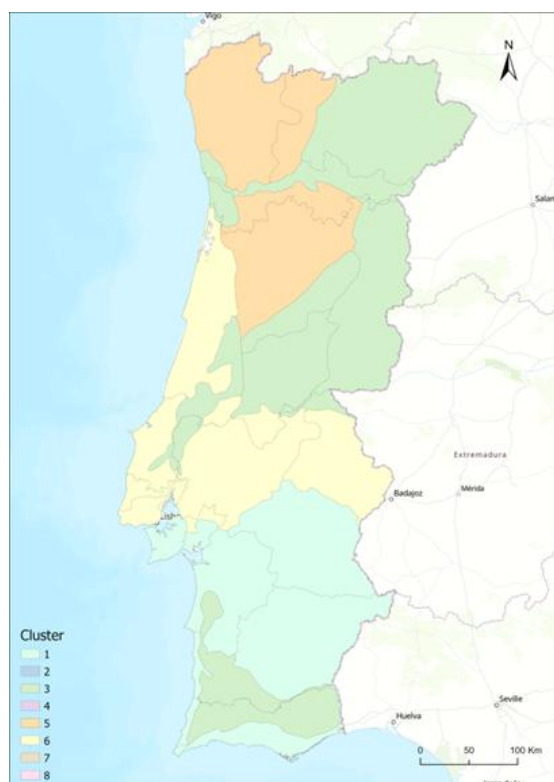 Vigo
N
Salan
Extremadura
Badajoz
Mérida
Lisbo
Cluster
1
2
3
4
5
6
7
8
Seville
Huelva
0 50 100 Km